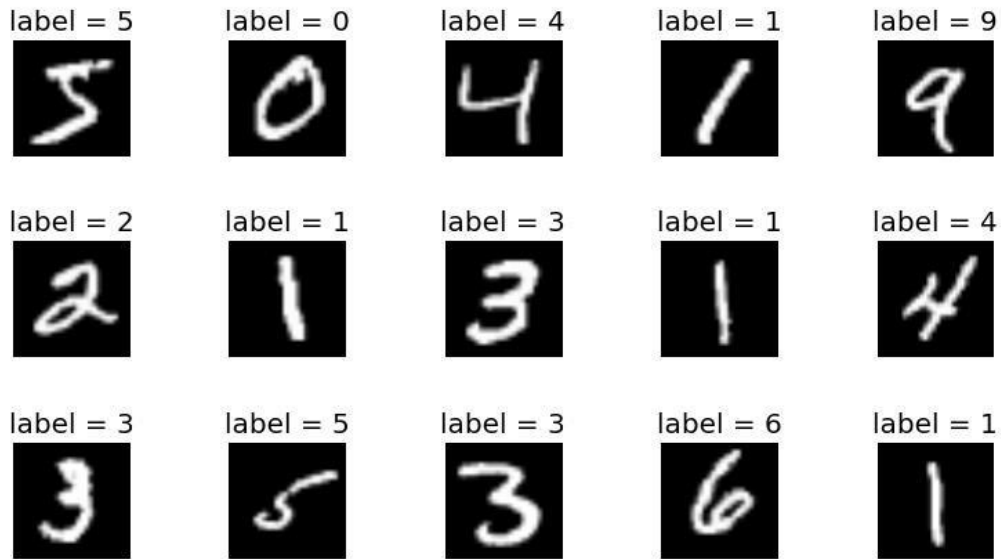 label = 5 label = 0 label = 4 label = 1 label = 9
5 0 4 1 9
label = 2 label = 1 label = 3 label = 1 label = 4
2 1 3 1 4
label = 3 label = 5 label = 3 label = 6 label = 1
3 5 3 6 1